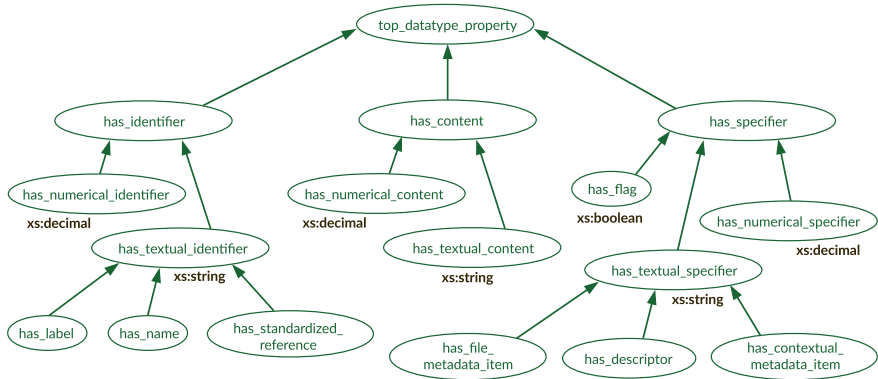 top_datatype_property
has_identifier
has_content
has_specifier
has_numerical_identifier
xs:decimal
has_numerical_content
xs:decimal
has_flag
xs:boolean
has_numerical_specifier
xs:decimal
has_textual_identifier
xs:string
has_textual_content
xs:string
has_textual_specifier
xs:string
has_label
has_name
has_standardized_
reference
has_file_
metadata_item
has_descriptor
has_contextual_
metadata_item